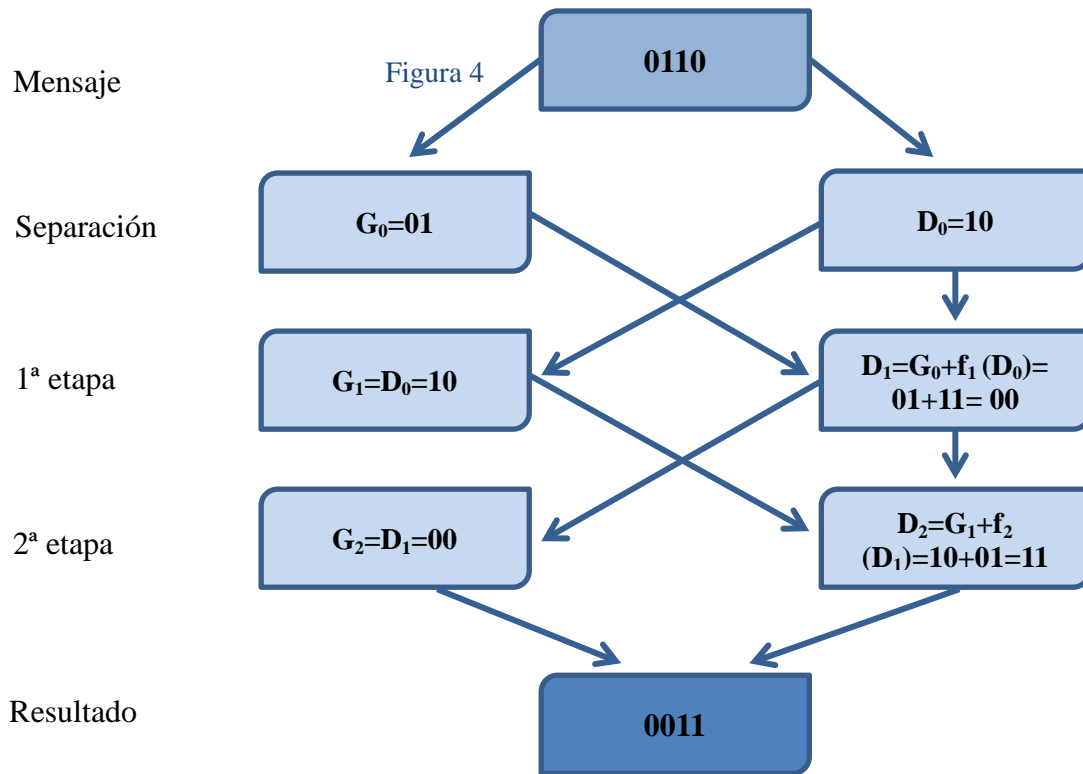 Mensaje
Figura 4
0110
Separación
G₀=01
D₀=10
1ª etapa
G₁=D₀=10
D₁=G₀+f₁ (D₀)=
01+11= 00
2ª etapa
G₂=D₁=00
D₂=G₁+f₂
(D₁)=10+01=11
Resultado
0011